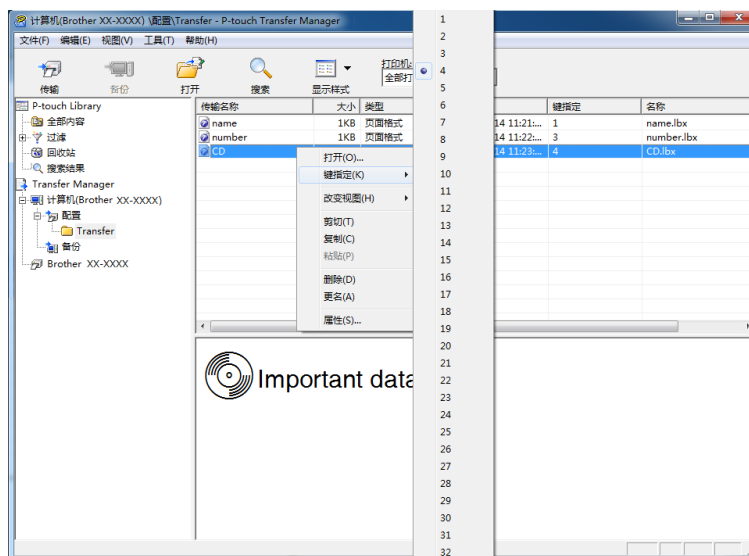 计算机(Brother XX-XXXX) \配置\Transfer - P-touch Transfer Manager
文件(F) 编辑(E) 视图(V) 工具(T) 帮助(H)
传输 备份 打开 搜索 显示样式
全部打
P-touch Library
全部内容
过滤
回收站
搜索结果
Transfer Manager
计算机(Brother XX-XXXX)
配置
Transfer
备份
Brother XX-XXXX
传输名称 大小 类型 键指定 名称
name 1KB 页面格式 14 11:21:... 1 name.lbx
number 1KB 页面格式 14 11:22:... 3 number.lbx
CD 14 11:23:... 4 CD.lbx
打开(O)...
键指定(K)
改变视图(H)
剪切(T)
复制(C)
粘贴(P)
删除(D)
更名(A)
属性(S)...
1
2
3
4
5
6
7
8
9
10
11
12
13
14
15
16
17
18
19
20
21
22
23
24
25
26
27
28
29
30
31
32
Important data